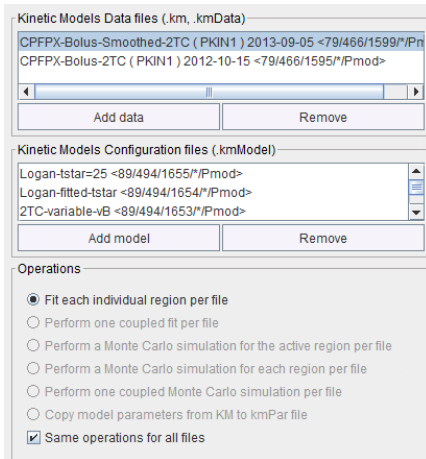 Kinetic Models Data files (.km, .kmData)
CPFPX-Bolus-Smoothed-2TC ( PKIN1 ) 2013-09-05 <79/466/1599/*/Pm
CPFPX-Bolus-2TC ( PKIN1 ) 2012-10-15 <79/466/1595/*/Pmod>
Add data Remove
Kinetic Models Configuration files (.kmModel)
Logan-tstar=25 <89/494/1655/*/Pmod>
Logan-fitted-tstar <89/494/1654/*/Pmod>
2TC-variable-vB <89/494/1653/*/Pmod>
Add model Remove
Operations
Fit each individual region per file
Perform one coupled fit per file
Perform a Monte Carlo simulation for the active region per file
Perform a Monte Carlo simulation for each region per file
Perform one coupled Monte Carlo simulation per file
Copy model parameters from KM to kmPar file
Same operations for all files